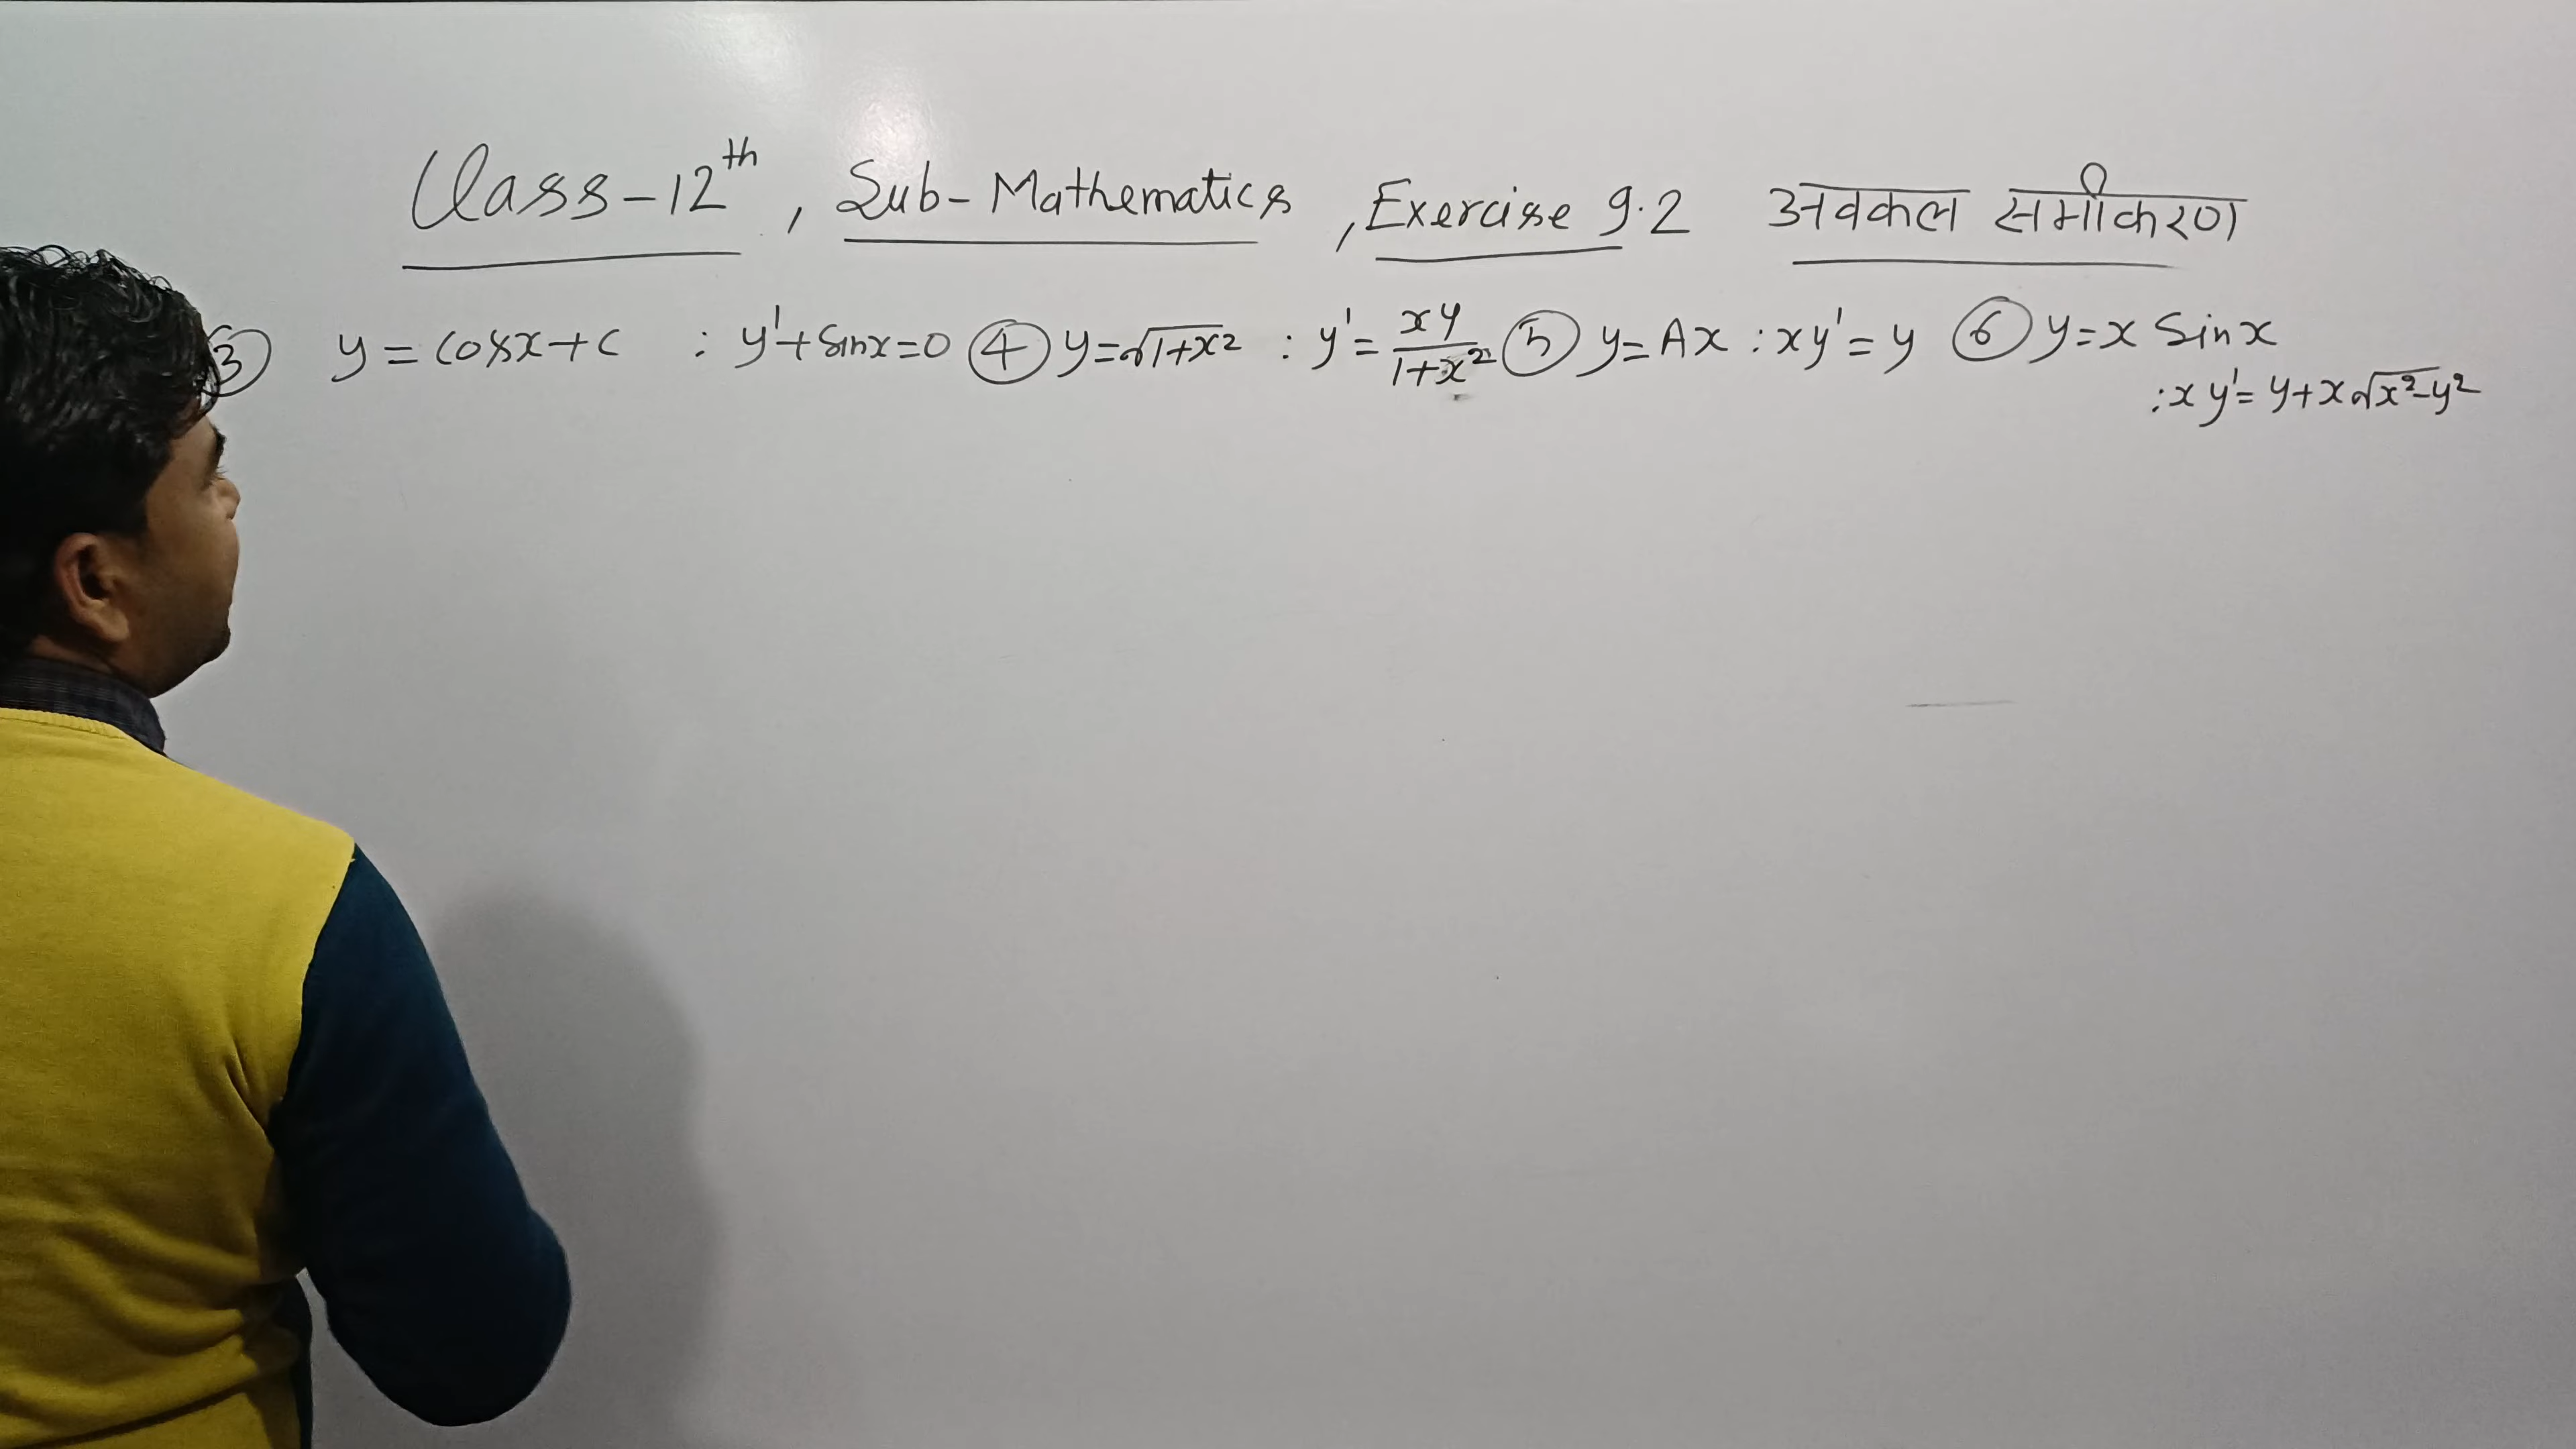 Class-12th, Sub-Mathematics, Exercise 9.2 अवकल समीकरण
③ y = cosx+c : y'+sinx=0 ④ y=√1+x² : y' = xy/1+x² ⑤ y=Ax : xy' = y ⑥ y=x Sinx
: x y' = y+x√x²-y²